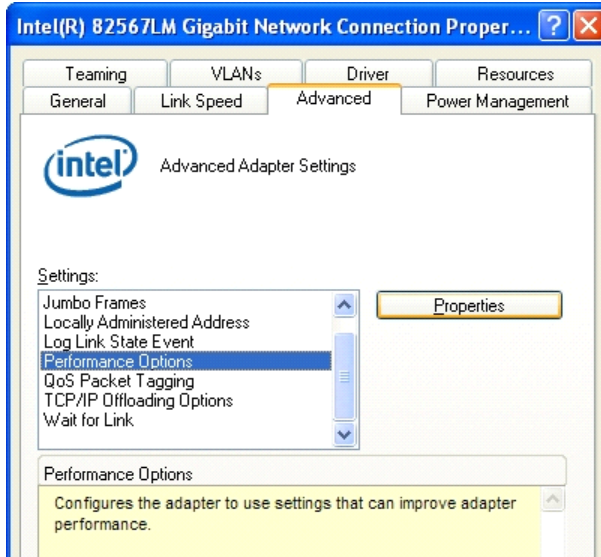 Intel(R) 82567LM Gigabit Network Connection Proper...
Teaming VLANs Driver Resources
General Link Speed Advanced Power Management
intel Advanced Adapter Settings
Settings:
Jumbo Frames
Locally Administered Address
Log Link State Event
Performance Options
QoS Packet Tagging
TCP/IP Offloading Options
Wait for Link
Properties
Performance Options
Configures the adapter to use settings that can improve adapter
performance.